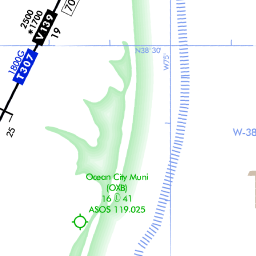 2500
*1700
V139
19
70
1800G
T307
25
N38°30'
W75°
W-38
Ocean City Muni
(OXB)
16 Ⓛ 41
ASOS 119.025